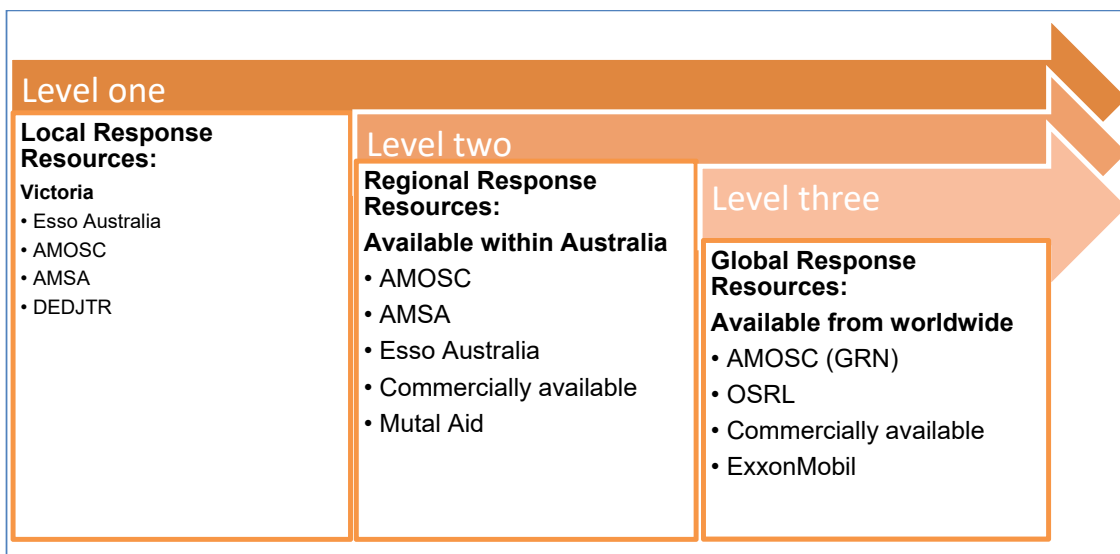 Level one
Local Response
Resources:
Victoria
• Esso Australia
• AMOSC
• AMSA
• DEDJTR
Level two
Regional Response
Resources:
Available within Australia
• AMOSC
• AMSA
• Esso Australia
• Commercially available
• Mutal Aid
Level three
Global Response
Resources:
Available from worldwide
• AMOSC (GRN)
• OSRL
• Commercially available
• ExxonMobil